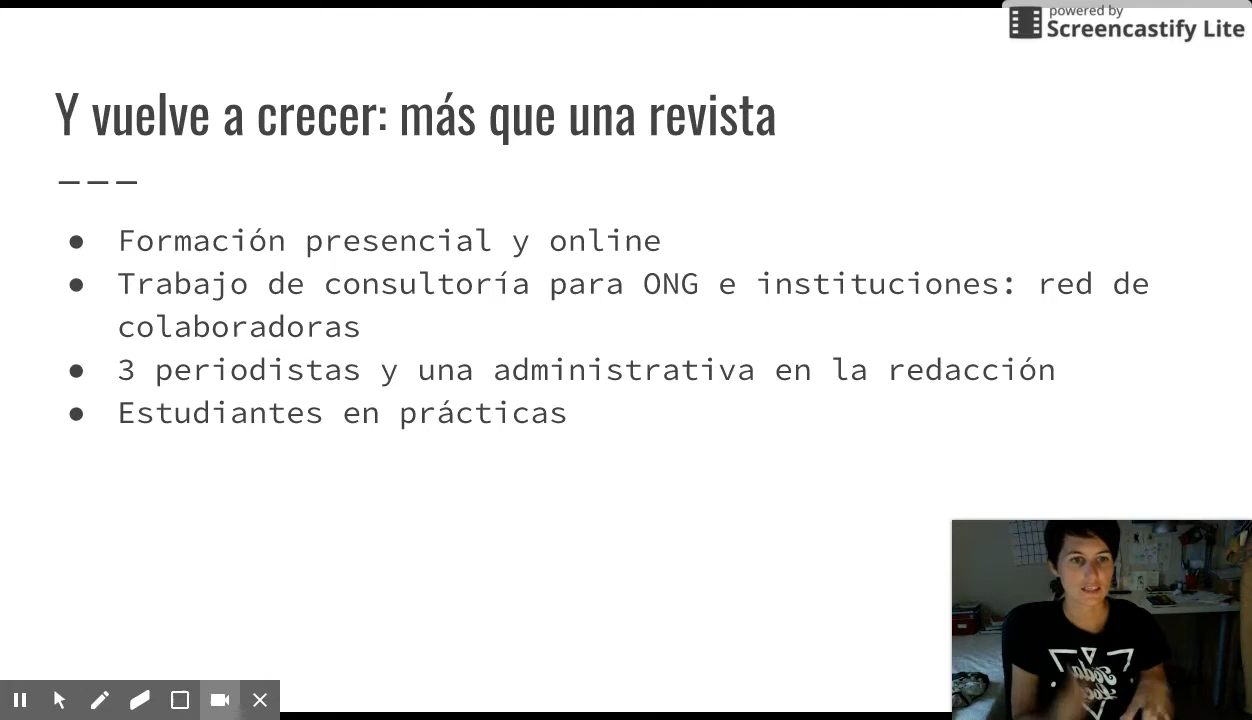 powered by
Screencastify Lite
Y vuelve a crecer: más que una revista
● Formación presencial y online
● Trabajo de consultoría para ONG e instituciones: red de
colaboradoras
● 3 periodistas y una administrativa en la redacción
● Estudiantes en prácticas